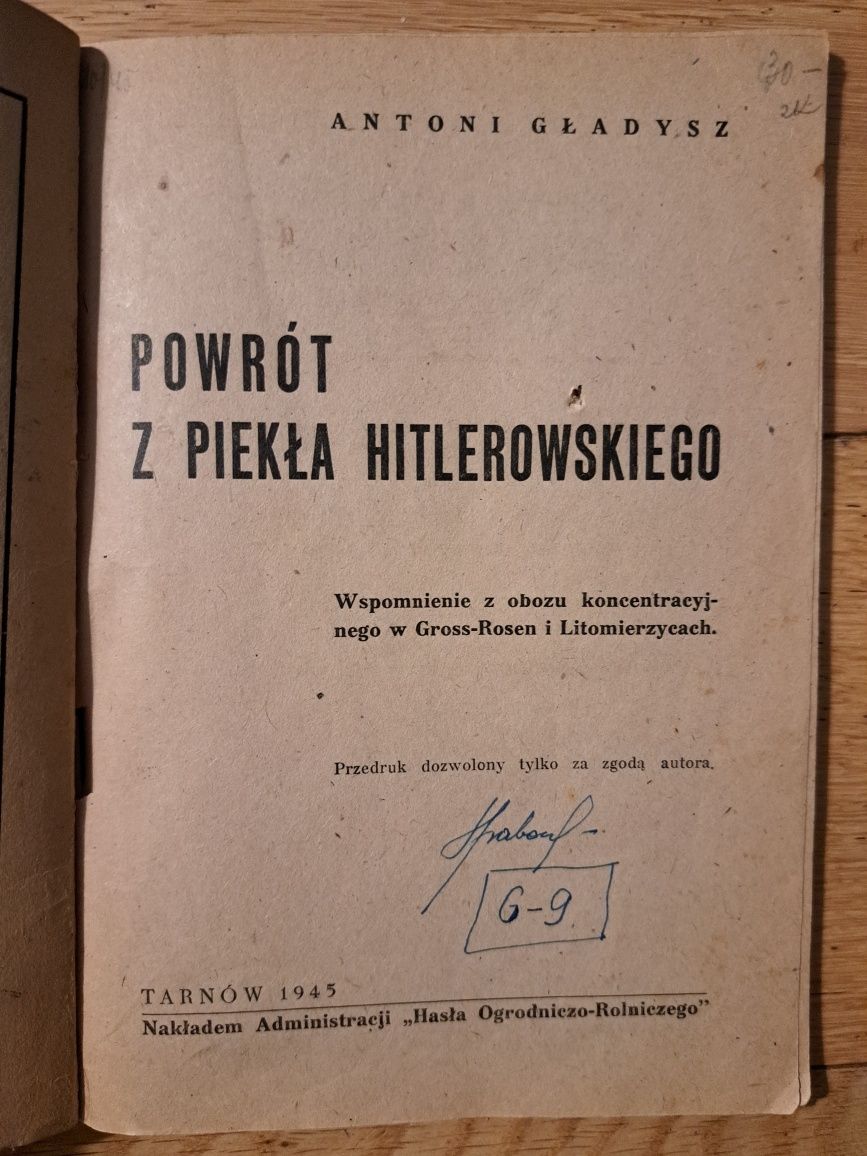 ANTONI GŁADYSZ
POWRÓT
Z PIEKŁA HITLEROWSKIEGO
Wspomnienie z obozu koncentracyj-
nego w Gross-Rosen i Litomierzycach.
Przedruk dozwolony tylko za zgodą autora.
6-9
TARNÓW 1945
Nakładem Administracji „Hasła Ogrodniczo-Rolniczego”